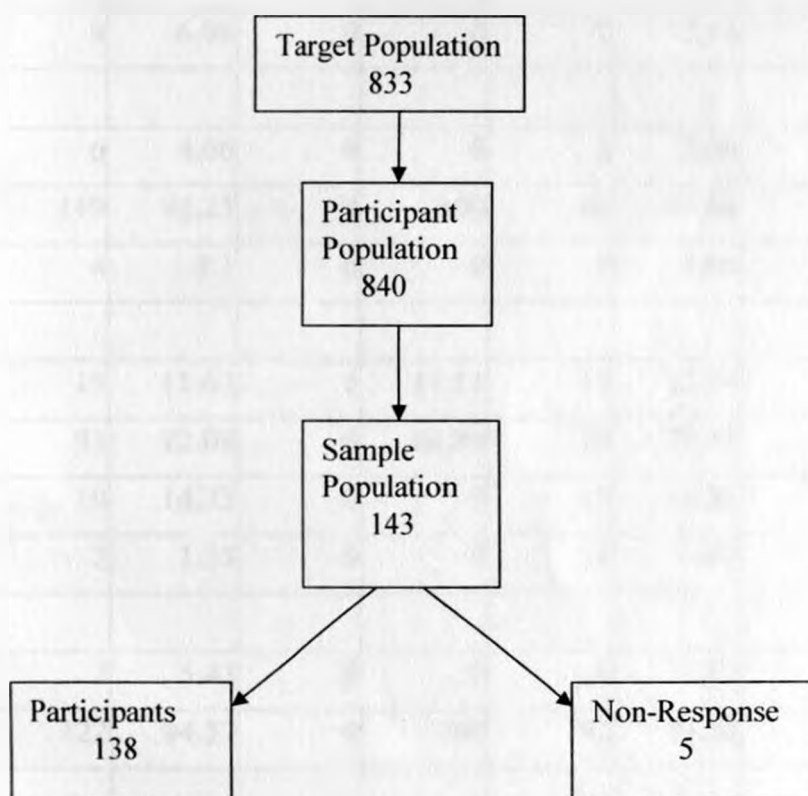 Target Population
833
Participant
Population
840
Sample
Population
143
Participants
138
Non-Response
5